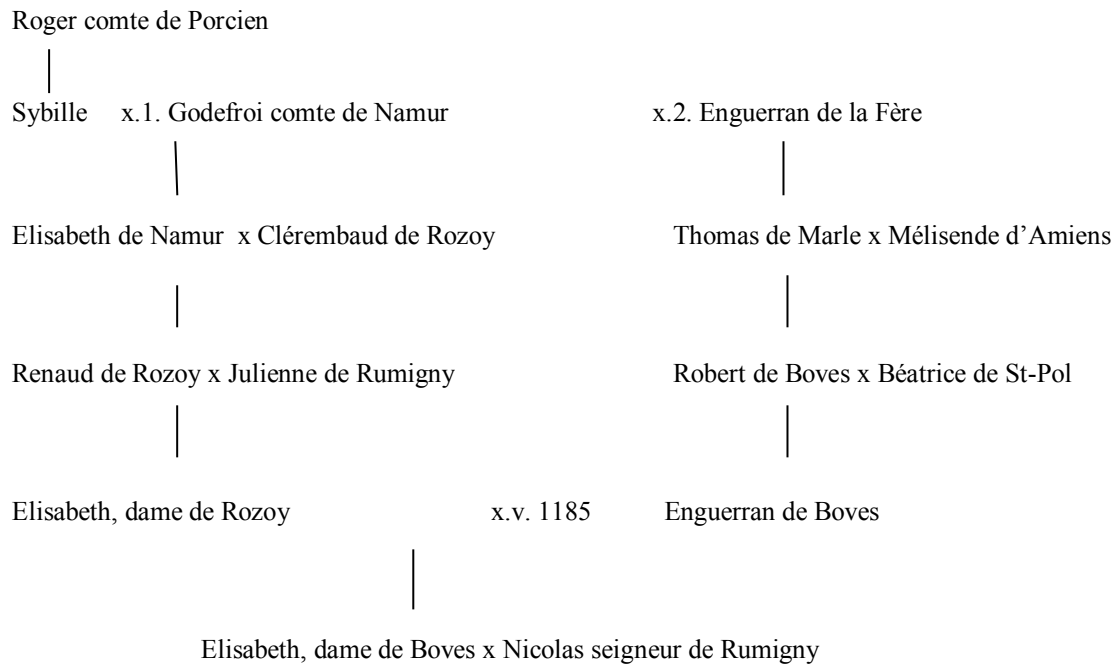 Roger comte de Porcien
Sybille x.1. Godefroi comte de Namur x.2. Enguerran de la Fère
Elisabeth de Namur x Clérembaud de Rozoy Thomas de Marle x Mélisende d’Amiens
Renaud de Rozoy x Julienne de Rumigny Robert de Boves x Béatrice de St-Pol
Elisabeth, dame de Rozoy x.v. 1185 Enguerran de Boves
Elisabeth, dame de Boves x Nicolas seigneur de Rumigny